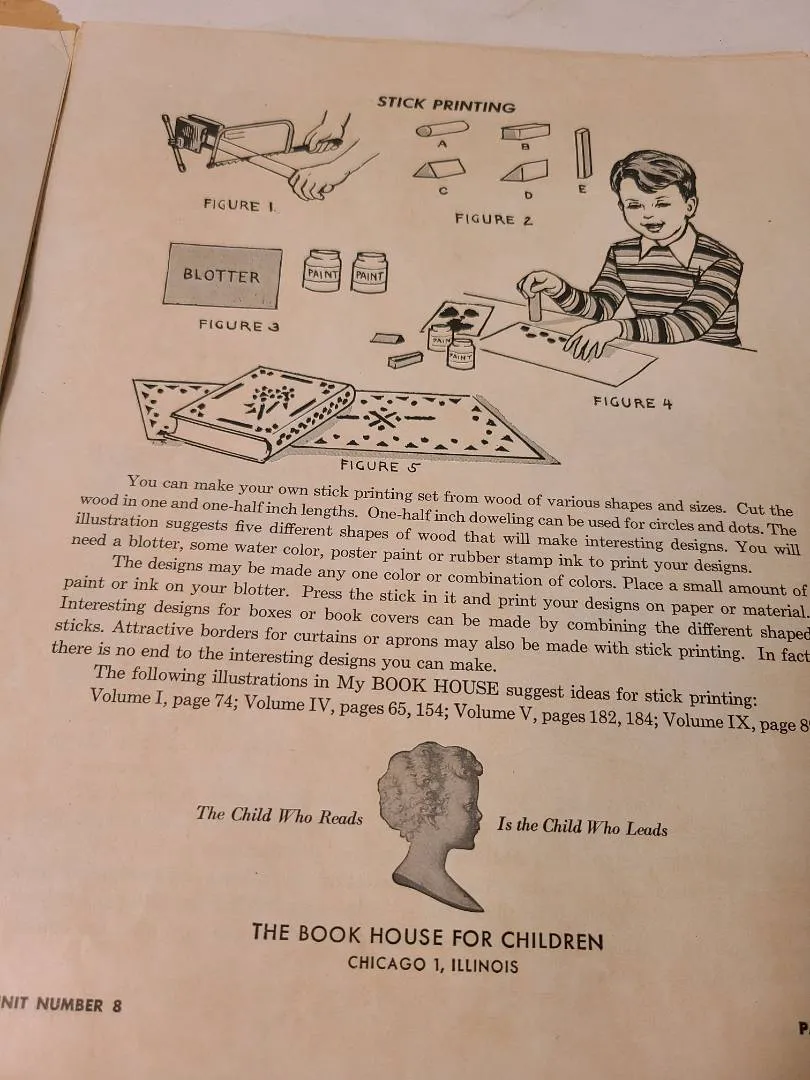 STICK PRINTING
A
B
C
D
E
FIGURE 1.
FIGURE 2
BLOTTER
PAINT
PAINT
FIGURE 3
PAINT
FIGURE 4
FIGURE 5
You can make your own stick printing set from wood of various shapes and sizes. Cut the
wood in one and one-half inch lengths. One-half inch doweling can be used for circles and dots. The
illustration suggests five different shapes of wood that will make interesting designs. You will
need a blotter, some water color, poster paint or rubber stamp ink to print your designs.
The designs may be made any one color or combination of colors. Place a small amount of
paint or ink on your blotter. Press the stick in it and print your designs on paper or material.
Interesting designs for boxes or book covers can be made by combining the different shaped
sticks. Attractive borders for curtains or aprons may also be made with stick printing. In fact
there is no end to the interesting designs you can make.
The following illustrations in My BOOK HOUSE suggest ideas for stick printing:
Volume I, page 74; Volume IV, pages 65, 154; Volume V, pages 182, 184; Volume IX, page
The Child Who Reads
Is the Child Who Leads
THE BOOK HOUSE FOR CHILDREN
CHICAGO 1, ILLINOIS
NIT NUMBER 8